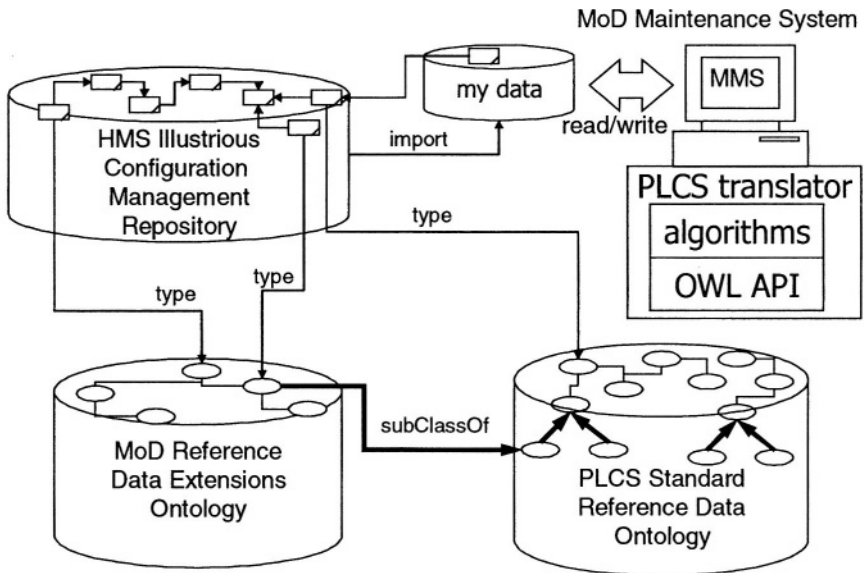 MoD Maintenance System
my data
MMS
read/write
HMS Illustrious
Configuration
Management
Repository
import
PLCS translator
algorithms
OWL API
type
type
type
subClassOf
MoD Reference
Data Extensions
Ontology
PLCS Standard
Reference Data
Ontology